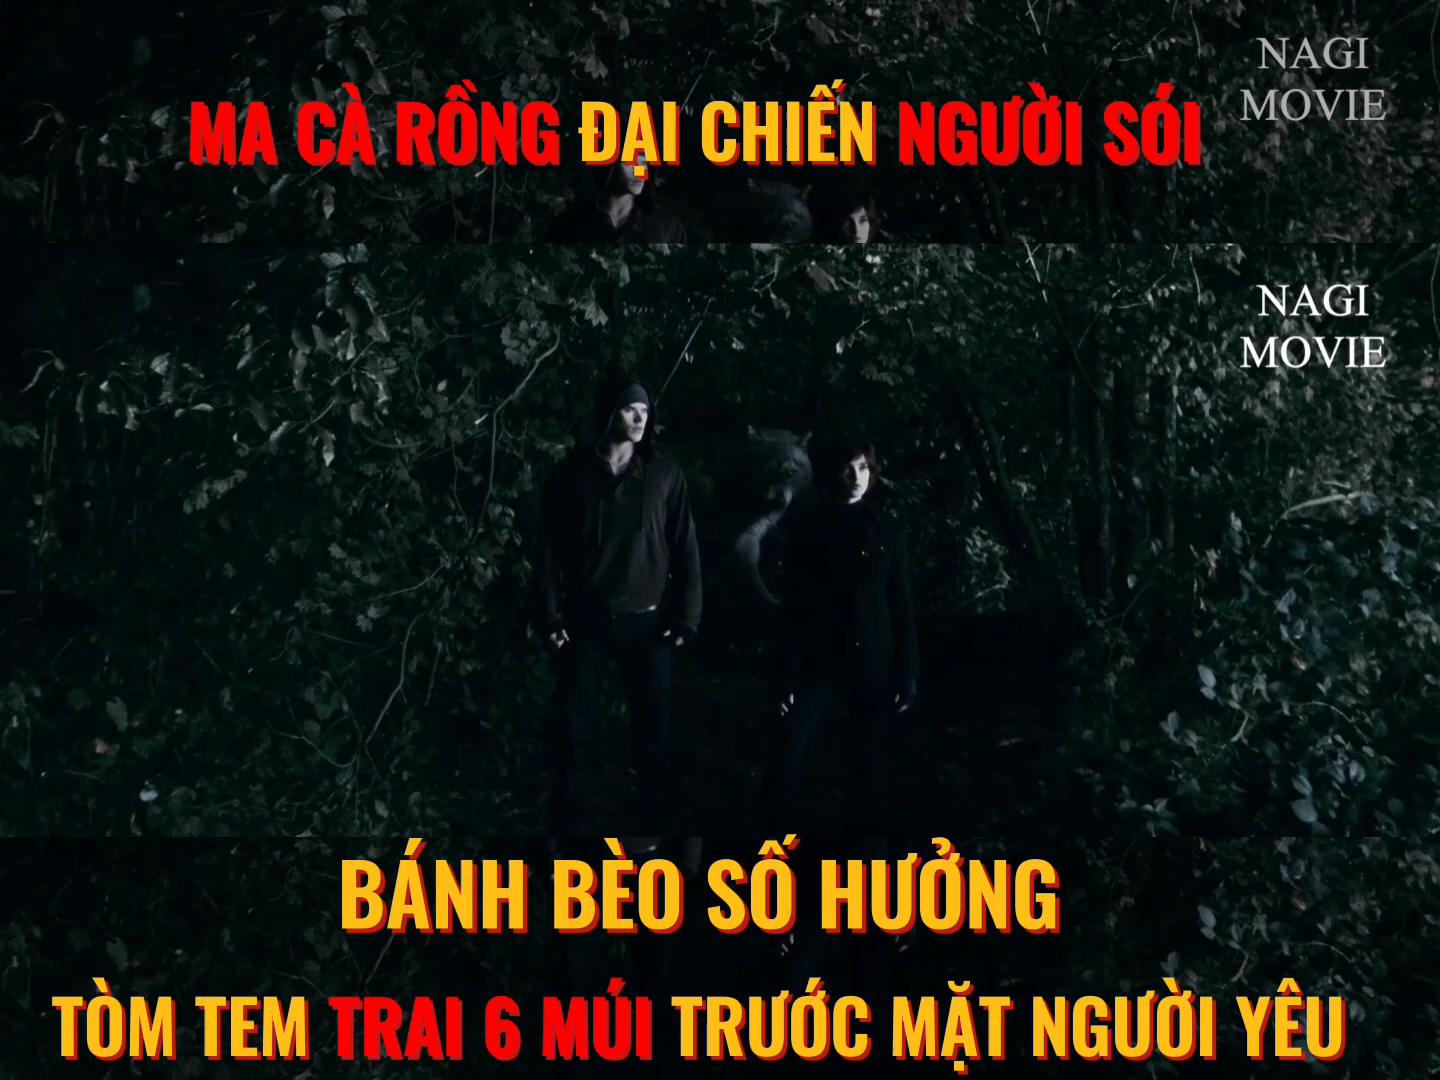 NAGI
MOVIE
MA CÀ RỒNG ĐẠI CHIẾN NGƯỜI SÓI
NAGI
MOVIE
BÁNH BÈO SỐ HƯỞNG
TÒM TEM TRAI 6 MÚI TRƯỚC MẶT NGƯỜI YÊU